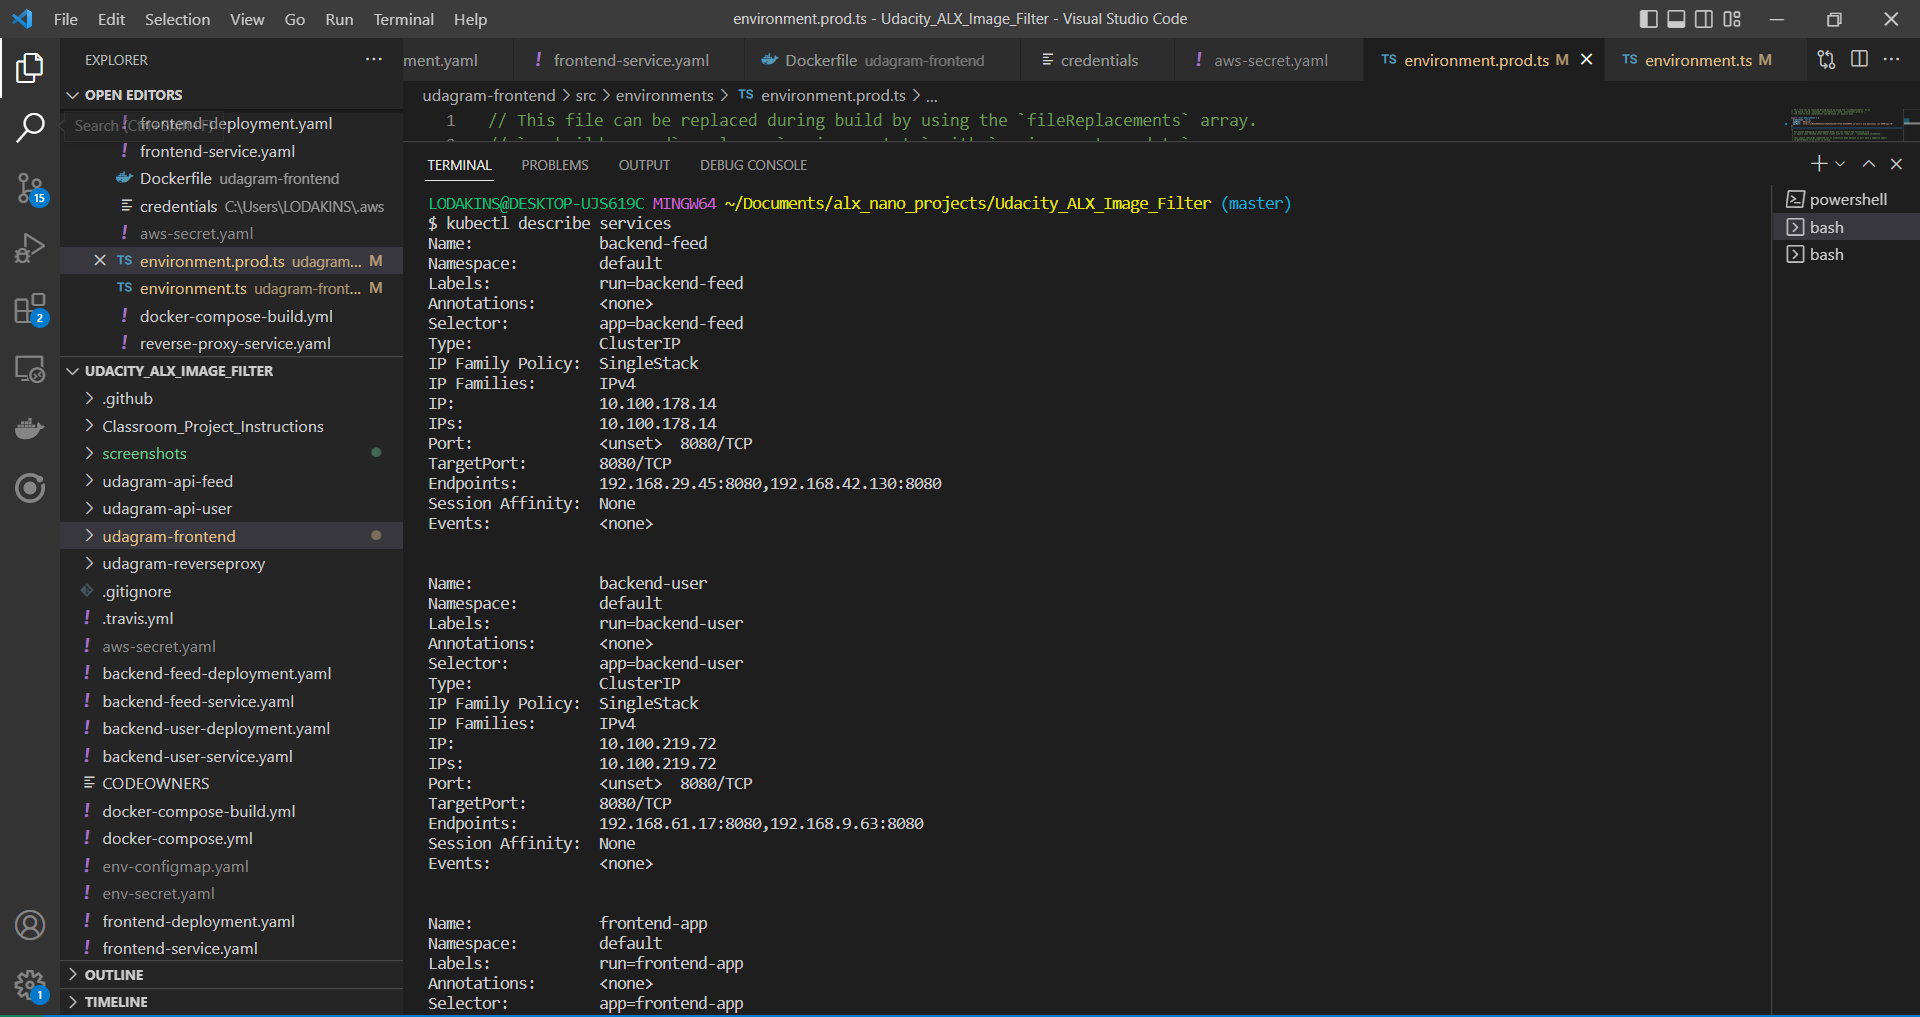 File Edit Selection View Go Run Terminal Help
environment.prod.ts - Udacity_ALX_Image_Filter - Visual Studio Code
EXPLORER
ment.yaml
! frontend-service.yaml
Dockerfile udagram-frontend
credentials
! aws-secret.yaml
TS environment.prod.ts M
TS environment.ts M
OPEN EDITORS
! frontend-deployment.yaml
! frontend-service.yaml
Dockerfile udagram-frontend
credentials C:\Users\LODAKINS\.aws
! aws-secret.yaml
TS environment.prod.ts udagram... M
TS environment.ts udagram-front... M
! docker-compose-build.yml
! reverse-proxy-service.yaml
UDACITY_ALX_IMAGE_FILTER
.github
Classroom_Project_Instructions
screenshots
udagram-api-feed
udagram-api-user
udagram-frontend
udagram-reverseproxy
.gitignore
! .travis.yml
! aws-secret.yaml
! backend-feed-deployment.yaml
! backend-feed-service.yaml
! backend-user-deployment.yaml
! backend-user-service.yaml
CODEOWNERS
! docker-compose-build.yml
! docker-compose.yml
! env-configmap.yaml
! env-secret.yaml
! frontend-deployment.yaml
! frontend-service.yaml
OUTLINE
TIMELINE
15
2
1
udagram-frontend > src > environments > TS environment.prod.ts > ...
1 // This file can be replaced during build by using the `fileReplacements` array.
TERMINAL PROBLEMS OUTPUT DEBUG CONSOLE
LODAKINS@DESKTOP-UJS619C MINGW64 ~/Documents/alx_nano_projects/Udacity_ALX_Image_Filter (master)
$ kubectl describe services
Name: backend-feed
Namespace: default
Labels: run=backend-feed
Annotations: <none>
Selector: app=backend-feed
Type: ClusterIP
IP Family Policy: SingleStack
IP Families: IPv4
IP: 10.100.178.14
IPs: 10.100.178.14
Port: <unset> 8080/TCP
TargetPort: 8080/TCP
Endpoints: 192.168.29.45:8080,192.168.42.130:8080
Session Affinity: None
Events: <none>
Name: backend-user
Namespace: default
Labels: run=backend-user
Annotations: <none>
Selector: app=backend-user
Type: ClusterIP
IP Family Policy: SingleStack
IP Families: IPv4
IP: 10.100.219.72
IPs: 10.100.219.72
Port: <unset> 8080/TCP
TargetPort: 8080/TCP
Endpoints: 192.168.61.17:8080,192.168.9.63:8080
Session Affinity: None
Events: <none>
Name: frontend-app
Namespace: default
Labels: run=frontend-app
Annotations: <none>
Selector: app=frontend-app
powershell
bash
bash